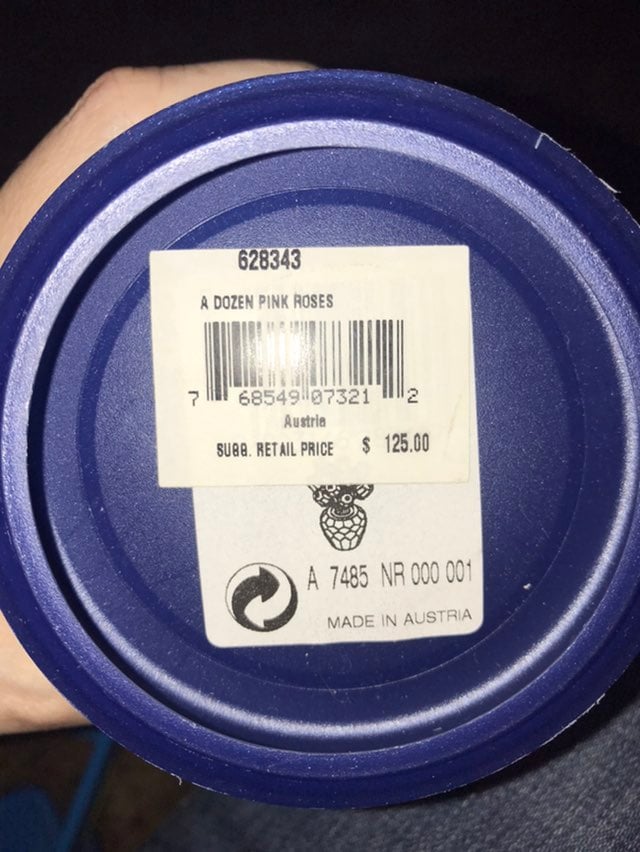 628343
A DOZEN PINK ROSES
7 68549 07321 2
Austria
SUGG. RETAIL PRICE $ 125.00
A 7485 NR 000 001
MADE IN AUSTRIA